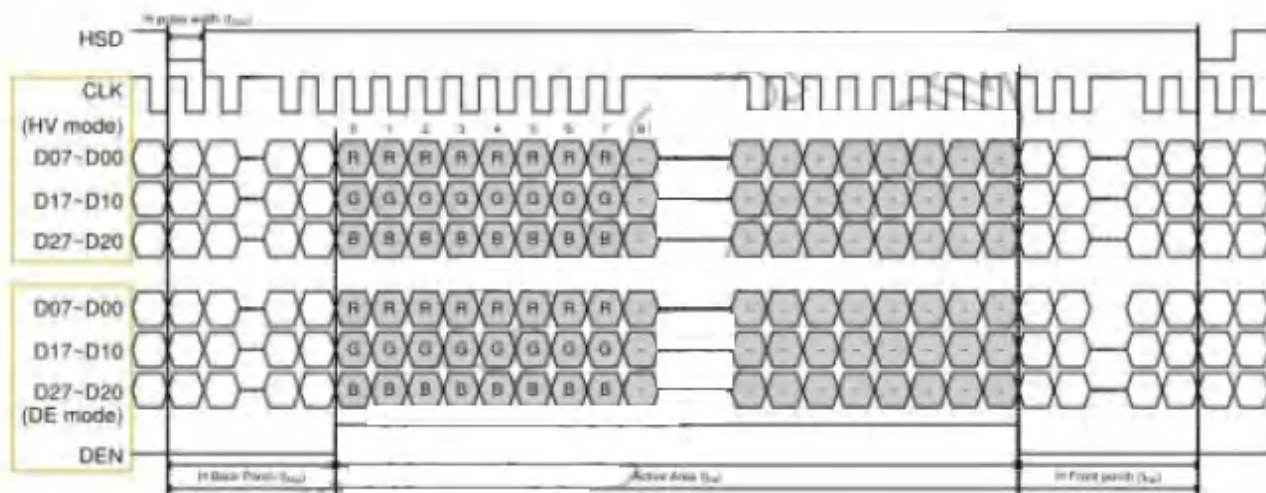 H pulse width
HSD
CLK
(HV mode)
0 1 2 3 4 5 6 7 8
D07~D00 R R R R R R R R - - - - - - - - -
D17~D10 G G G G G G G G - - - - - - - - -
D27~D20 B B B B B B B B - - - - - - - - -
D07~D00 R R R R R R R R - - - - - - - - -
D17~D10 G G G G G G G G - - - - - - - - -
D27~D20 B B B B B B B B - - - - - - - - -
(DE mode)
DEN
H Back Porch Active Area H Front porch